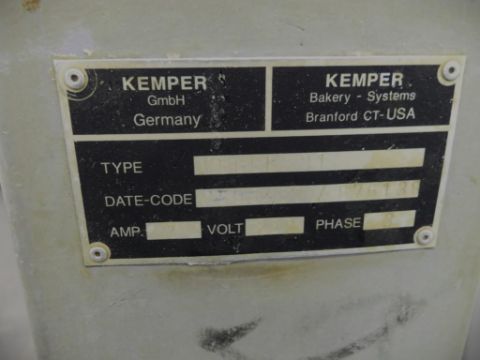 KEMPER
GmbH
Germany
KEMPER
Bakery - Systems
Branford CT-USA
TYPE
DATE-CODE
AMP.
VOLT
PHASE